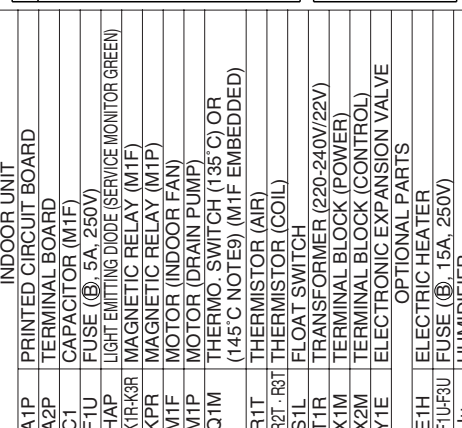 INDOOR UNIT
A1P PRINTED CIRCUIT BOARD
A2P TERMINAL BOARD
C1 CAPACITOR (M1F)
F1U FUSE (Ⓑ, 5A, 250V)
HAP LIGHT EMITING DIODE (SERVICE MONITOR GREEN)
K1R-K3R MAGNETIC RELAY (M1F)
KPR MAGNETIC RELAY (M1P)
M1F MOTOR (INDOOR FAN)
M1P MOTOR (DRAIN PUMP)
Q1M THERMO. SWITCH (135°C) OR
(145°C NOTE9) (M1F EMBEDDED)
R1T THERMISTOR (AIR)
R2T · R3T THERMISTOR (COIL)
S1L FLOAT SWITCH
T1R TRANSFORMER (220-240V/22V)
X1M TERMINAL BLOCK (POWER)
X2M TERMINAL BLOCK (CONTROL)
Y1E ELECTRONIC EXPANSION VALVE
OPTIONAL PARTS
E1H ELECTRIC HEATER
F1U-F3U FUSE (Ⓑ, 15A, 250V)
HUMIDIFIER